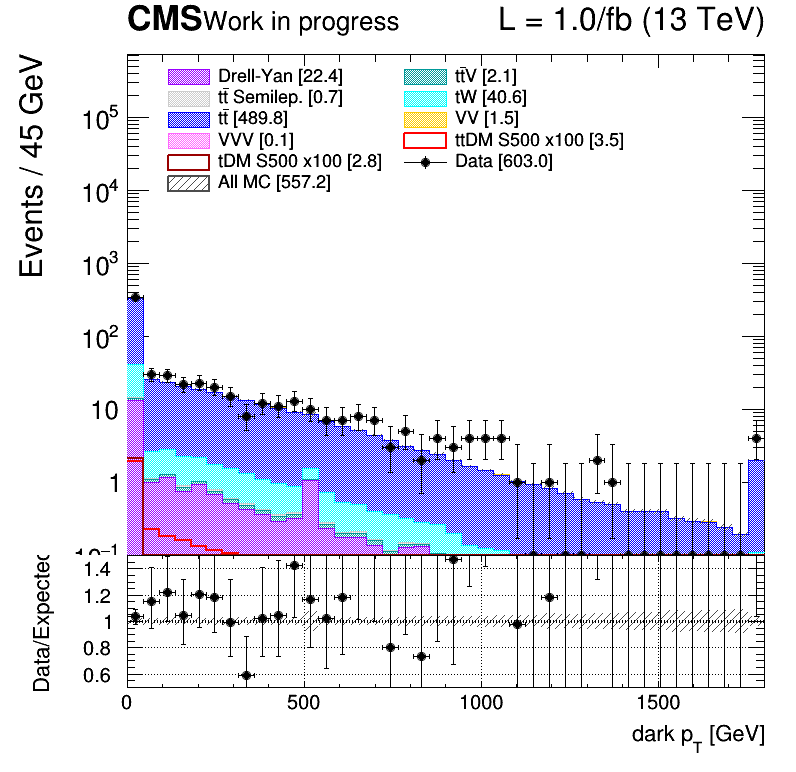 CMS Work in progress L = 1.0/fb (13 TeV)
Events / 45 GeV
Drell-Yan [22.4] tt̄V [2.1]
tt̄ Semilep. [0.7] tW [40.6]
tt̄ [489.8] VV [1.5]
VVV [0.1] ttDM S500 x100 [3.5]
tDM S500 x100 [2.8] Data [603.0]
All MC [557.2]
10⁵
10⁴
10³
10²
10
1
10⁻¹
Data/Expected
1.4
1.2
1
0.8
0.6
0 500 1000 1500
dark p_T [GeV]